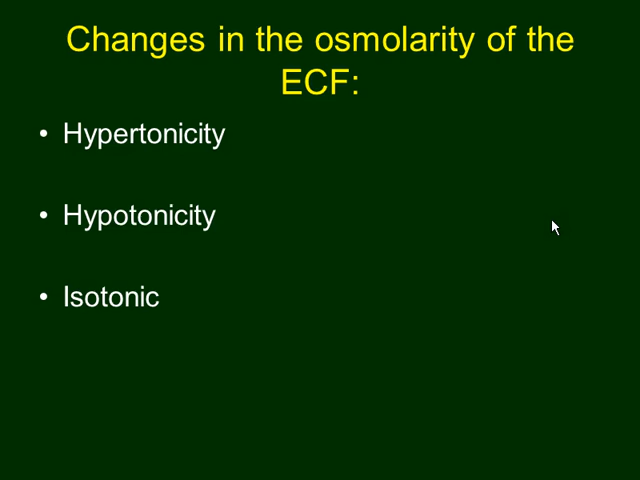 Changes in the osmolarity of the
ECF:
• Hypertonicity
• Hypotonicity
• Isotonic